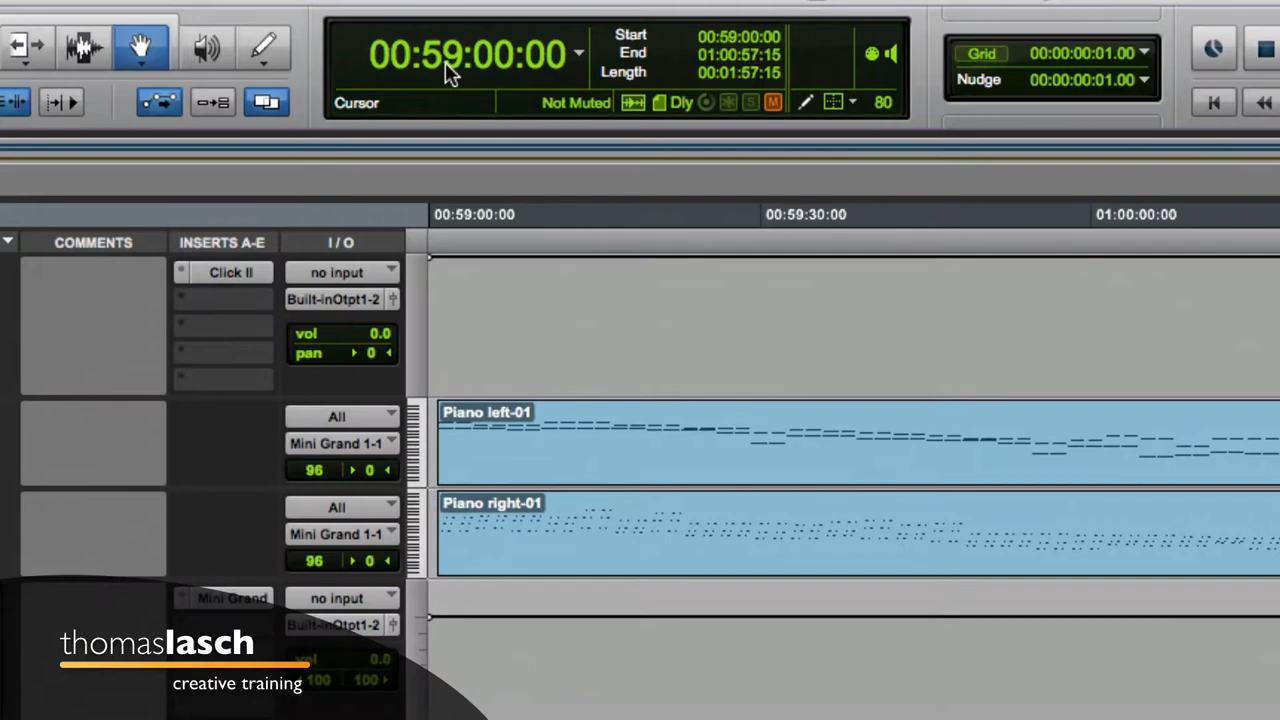 00:59:00:00
Start 00:59:00:00
End 01:00:57:15
Length 00:01:57:15
Cursor
Not Muted
Dly
S
M
80
Grid 00:00:00:01.00
Nudge 00:00:00:01.00
00:59:00:00 00:59:30:00 01:00:00:00
COMMENTS INSERTS A-E I / O
Click II
no input
Built-inOtpt1-2
vol 0.0
pan 0
All
Mini Grand 1-1
96 0
Piano left-01
All
Mini Grand 1-1
96 0
Piano right-01
Mini Grand
no input
Built-inOtpt1-2
vol 0.0
100 100
thomaslasch
creative training